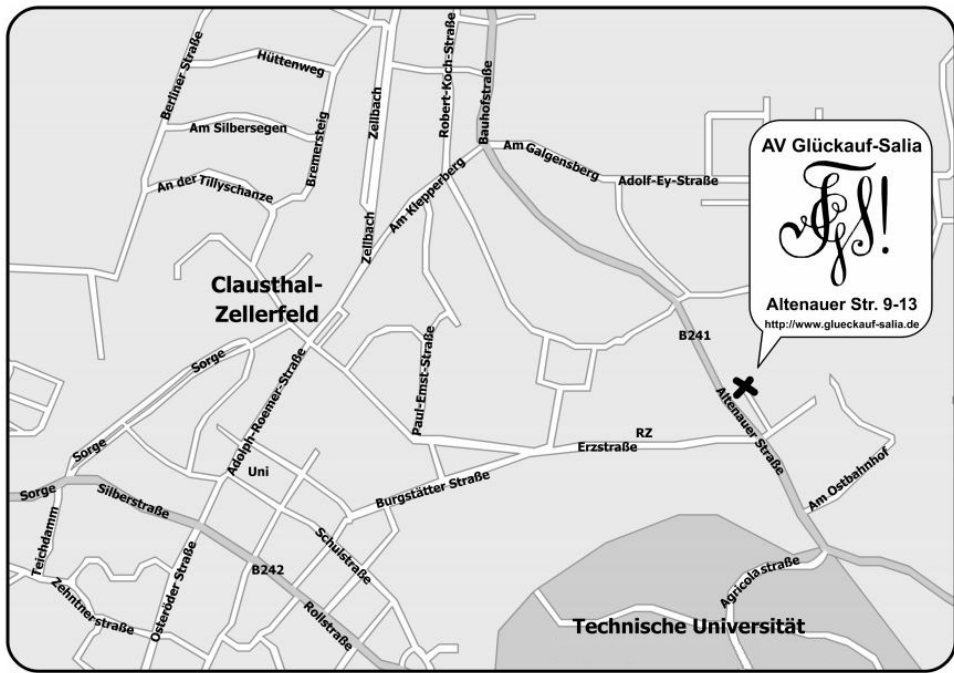 Berliner Straße
Hüttenweg
Am Silbersegen
An der Tillyschanze
Bremersteig
Zellbach
Zellbach
Robert-Koch-Straße
Bauhofstraße
Am Klepperberg
Am Galgensberg
Adolf-Ey-Straße
AV Glückauf-Salia
Altenauer Str. 9-13
http://www.glueckauf-salia.de
Clausthal-
Zellerfeld
B241
Sorge
Sorge
Sorge
Adolph-Roemer-Straße
Paul-Ernst-Straße
Altenauer Straße
RZ
Erzstraße
Uni
Burgstätter Straße
Am Ostbahnhof
Silberstraße
Schulstraße
Teichdamm
B242
Zehntnerstraße
Osteröder Straße
Rollstraße
Agricolastraße
Technische Universität